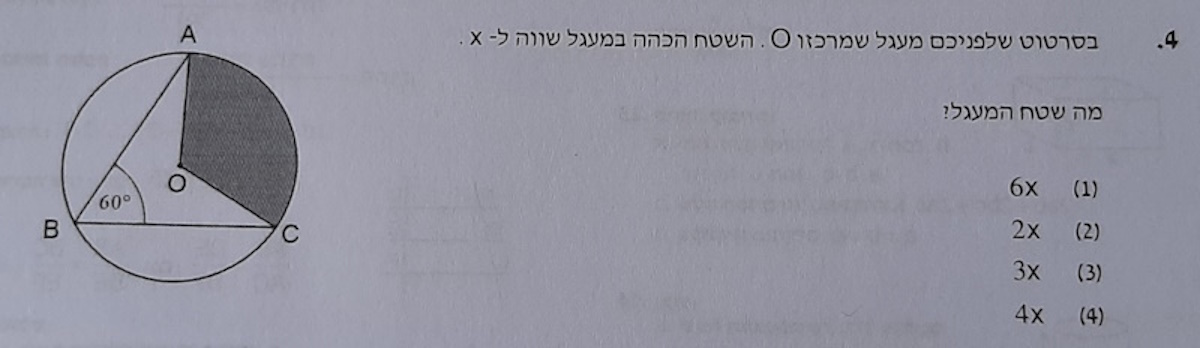 4. בסרטוט שלפניכם מעגל שמרכזו O. השטח הכהה במעגל שווה ל- x.
מה שטח המעגל?
(1) 6x
(2) 2x
(3) 3x
(4) 4x
A
O
60°
B
C